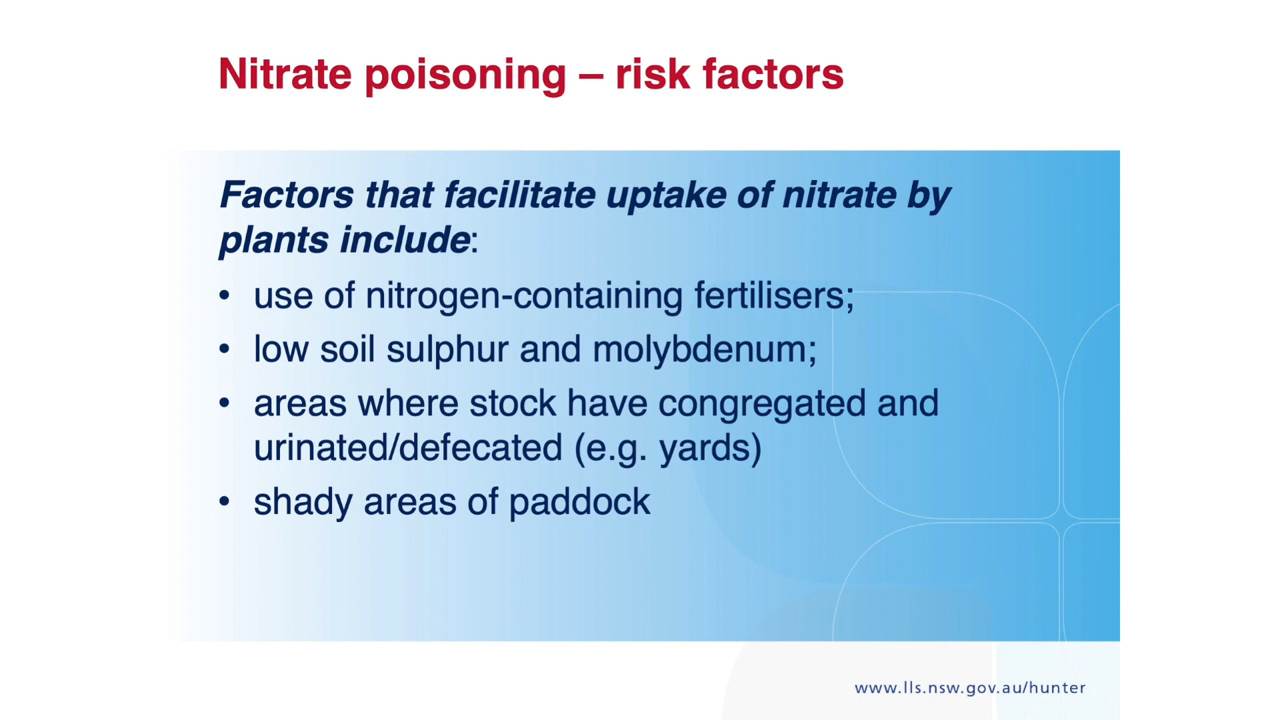 Nitrate poisoning – risk factors
Factors that facilitate uptake of nitrate by
plants include:
• use of nitrogen-containing fertilisers;
• low soil sulphur and molybdenum;
• areas where stock have congregated and
urinated/defecated (e.g. yards)
• shady areas of paddock
www.lls.nsw.gov.au/hunter